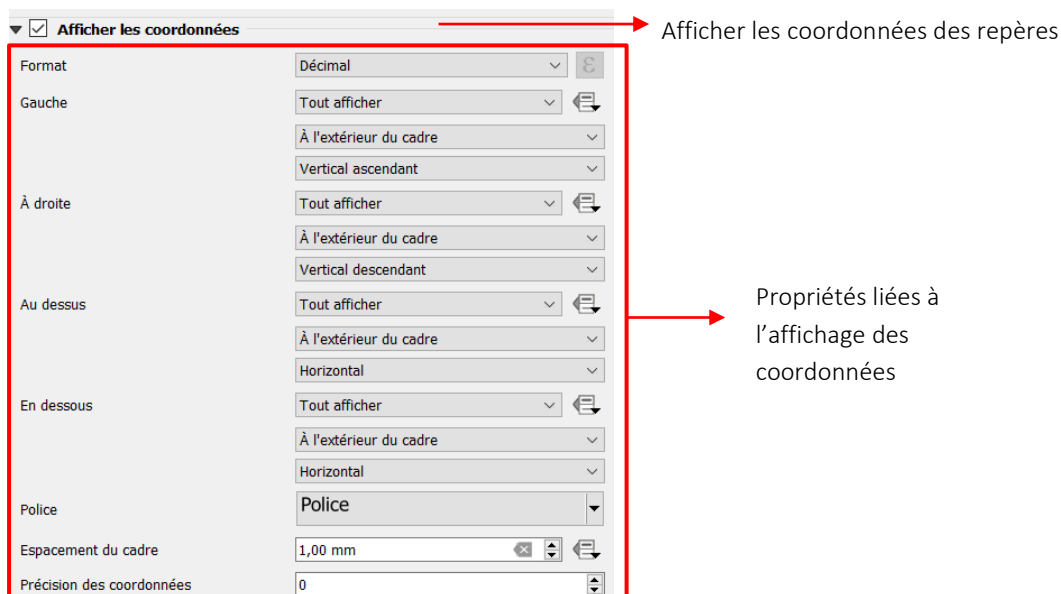 Afficher les coordonnées
Afficher les coordonnées des repères
Format
Décimal
ε
Gauche
Tout afficher
À l'extérieur du cadre
Vertical ascendant
À droite
Tout afficher
À l'extérieur du cadre
Vertical descendant
Au dessus
Tout afficher
À l'extérieur du cadre
Horizontal
En dessous
Tout afficher
À l'extérieur du cadre
Horizontal
Police
Police
Espacement du cadre
1,00 mm
Précision des coordonnées
0
Propriétés liées à
l’affichage des
coordonnées